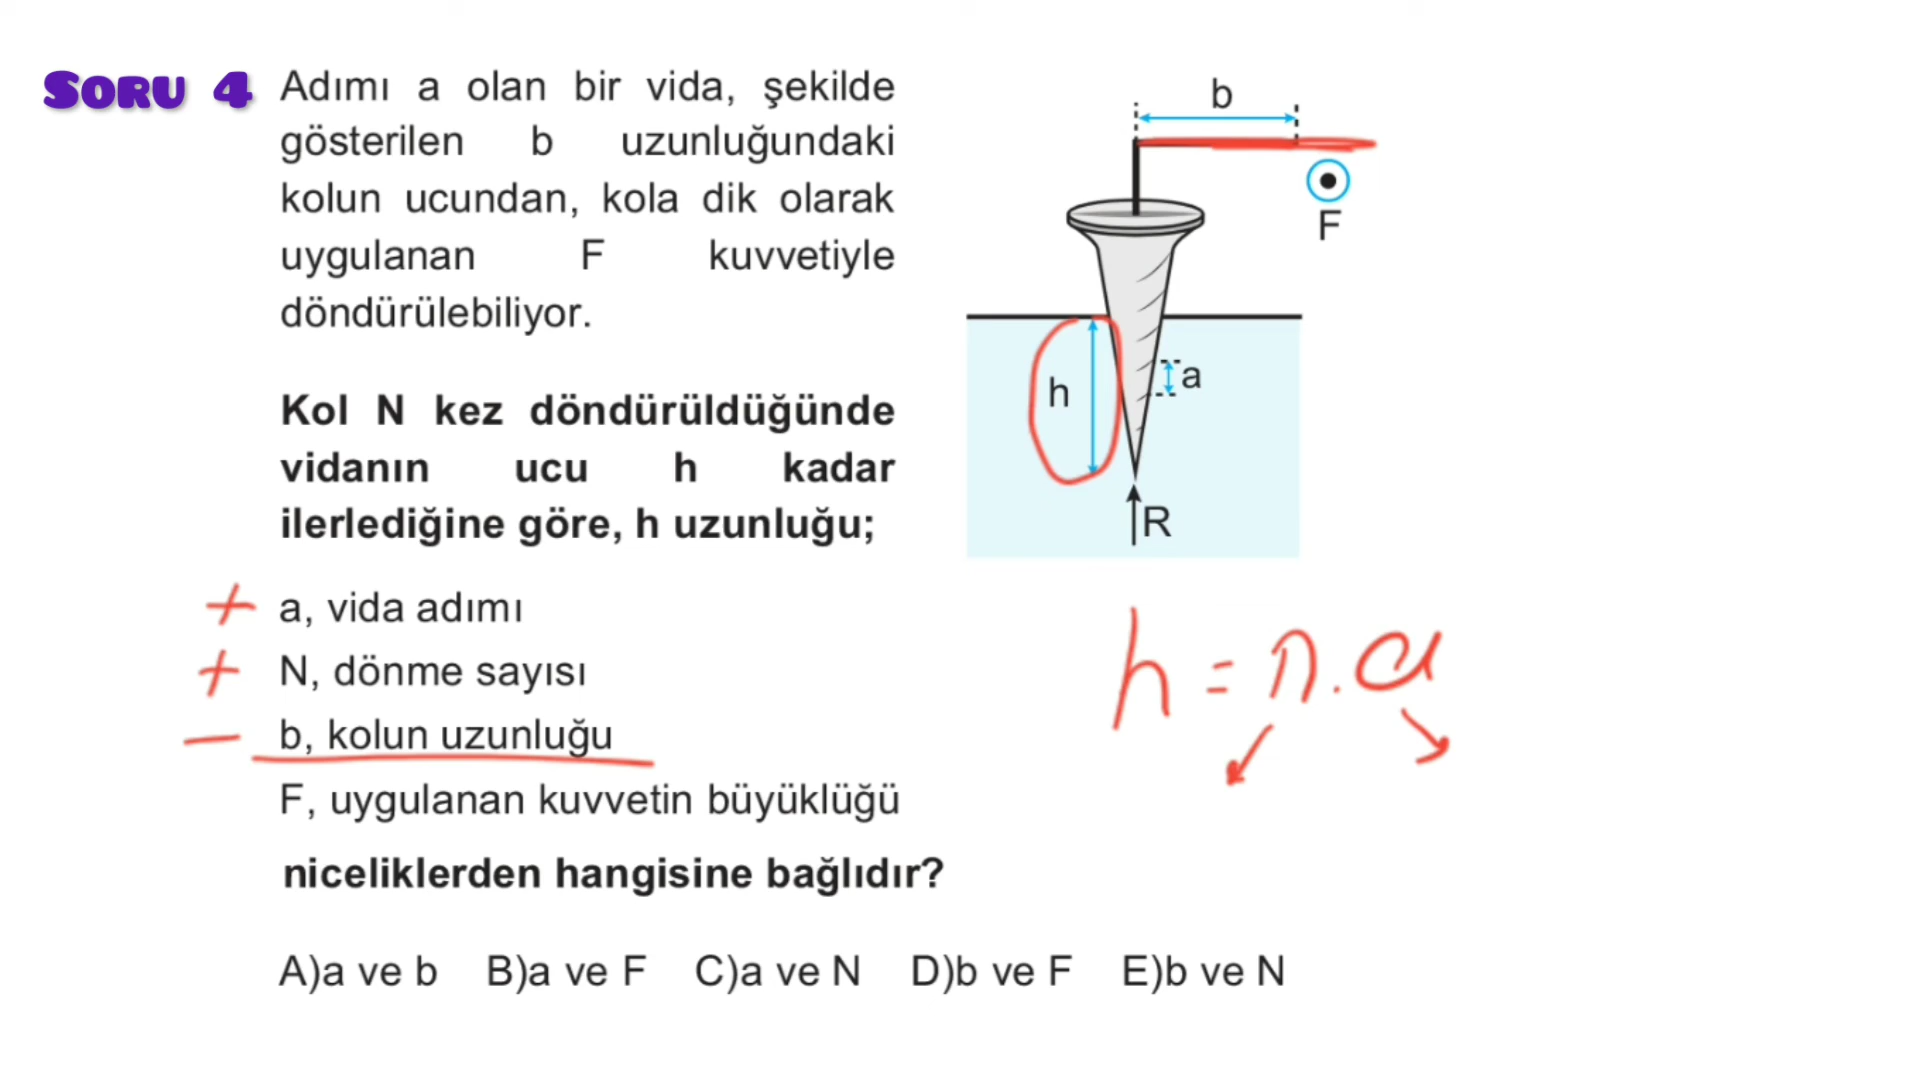 SORU 4
Adımı a olan bir vida, şekilde
gösterilen b uzunluğundaki
kolun ucundan, kola dik olarak
uygulanan F kuvvetiyle
döndürülebiliyor.
Kol N kez döndürüldüğünde
vidanın ucu h kadar
ilerlediğine göre, h uzunluğu;
+ a, vida adımı
+ N, dönme sayısı
− b, kolun uzunluğu
F, uygulanan kuvvetin büyüklüğü
niceliklerden hangisine bağlıdır?
A)a ve b B)a ve F C)a ve N D)b ve F E)b ve N
b
F
h
a
R
h = n.a